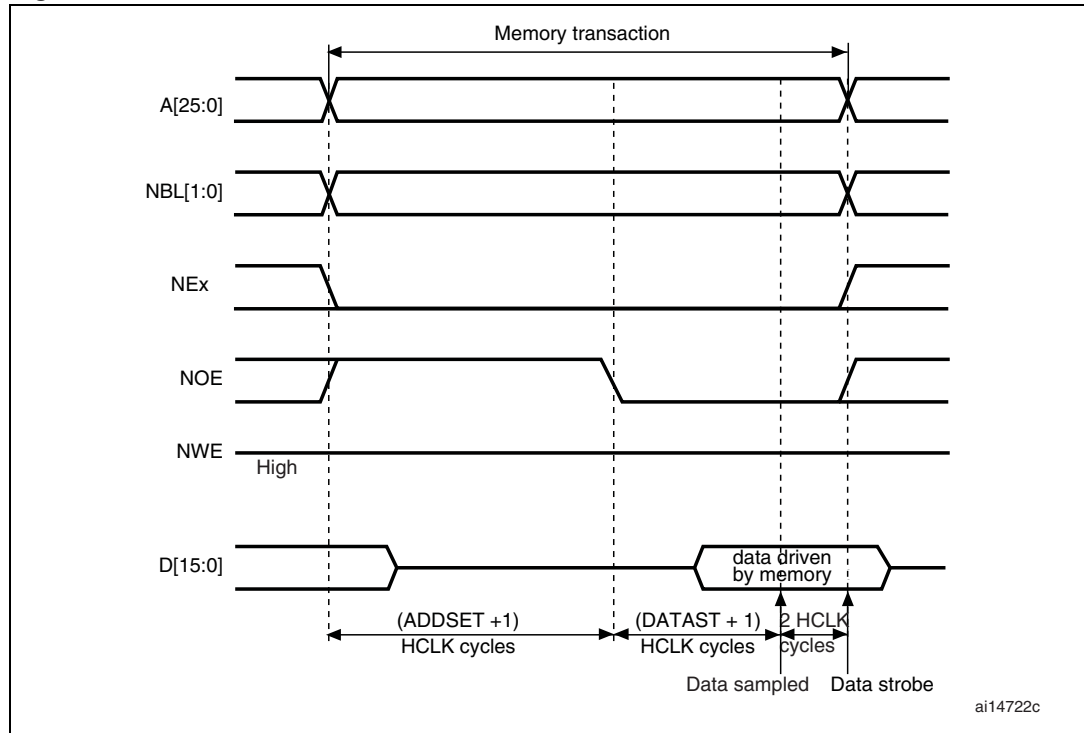 Memory transaction
A[25:0]
NBL[1:0]
NEx
NOE
NWE
High
D[15:0]
data driven
by memory
(ADDSET +1)
HCLK cycles
(DATAST + 1)
HCLK cycles
2 HCLK
cycles
Data sampled
Data strobe
ai14722c